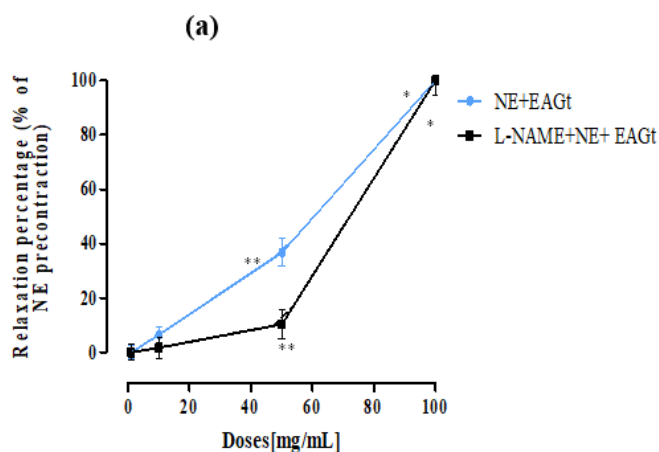 (a)
Relaxation percentage (% of
NE precontraction)
100
80
60
40
20
0
**
**
*
*
0
20
40
60
80
100
Doses[mg/mL]
NE+EAGt
L-NAME+NE+ EAGt